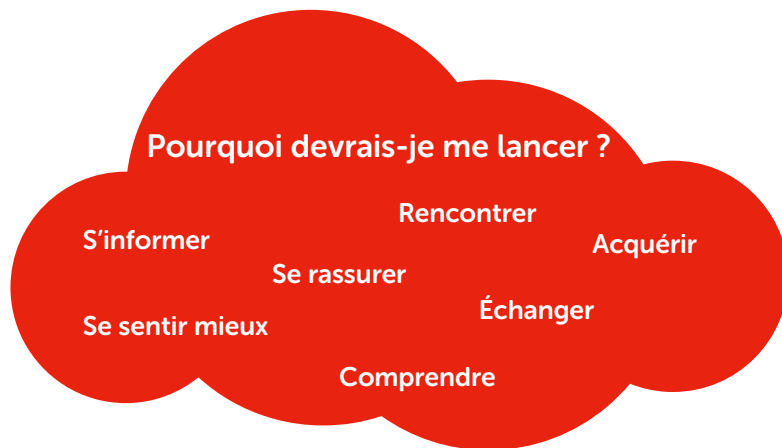 Pourquoi devrais-je me lancer ?
Rencontrer
S’informer
Acquérir
Se rassurer
Échanger
Se sentir mieux
Comprendre